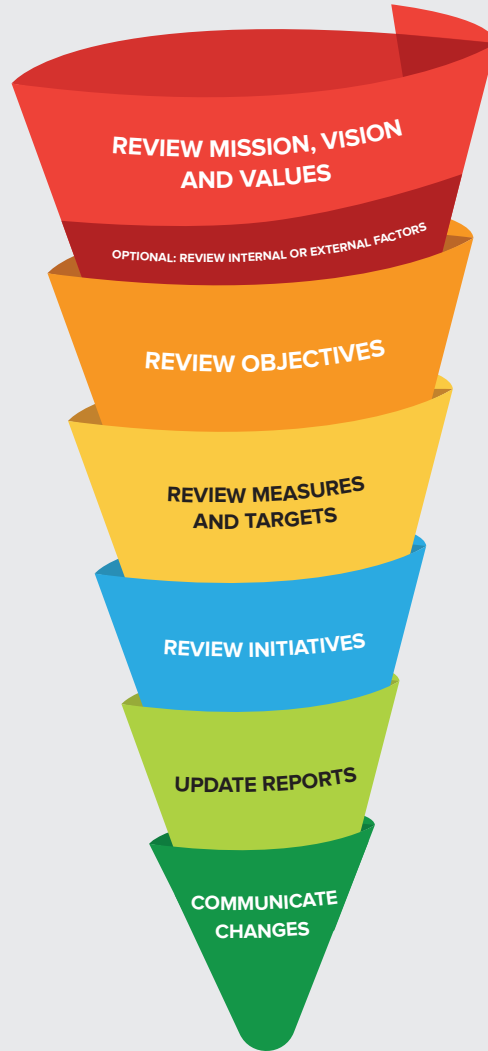 REVIEW MISSION, VISION
AND VALUES
OPTIONAL: REVIEW INTERNAL OR EXTERNAL FACTORS
REVIEW OBJECTIVES
REVIEW MEASURES
AND TARGETS
REVIEW INITIATIVES
UPDATE REPORTS
COMMUNICATE
CHANGES